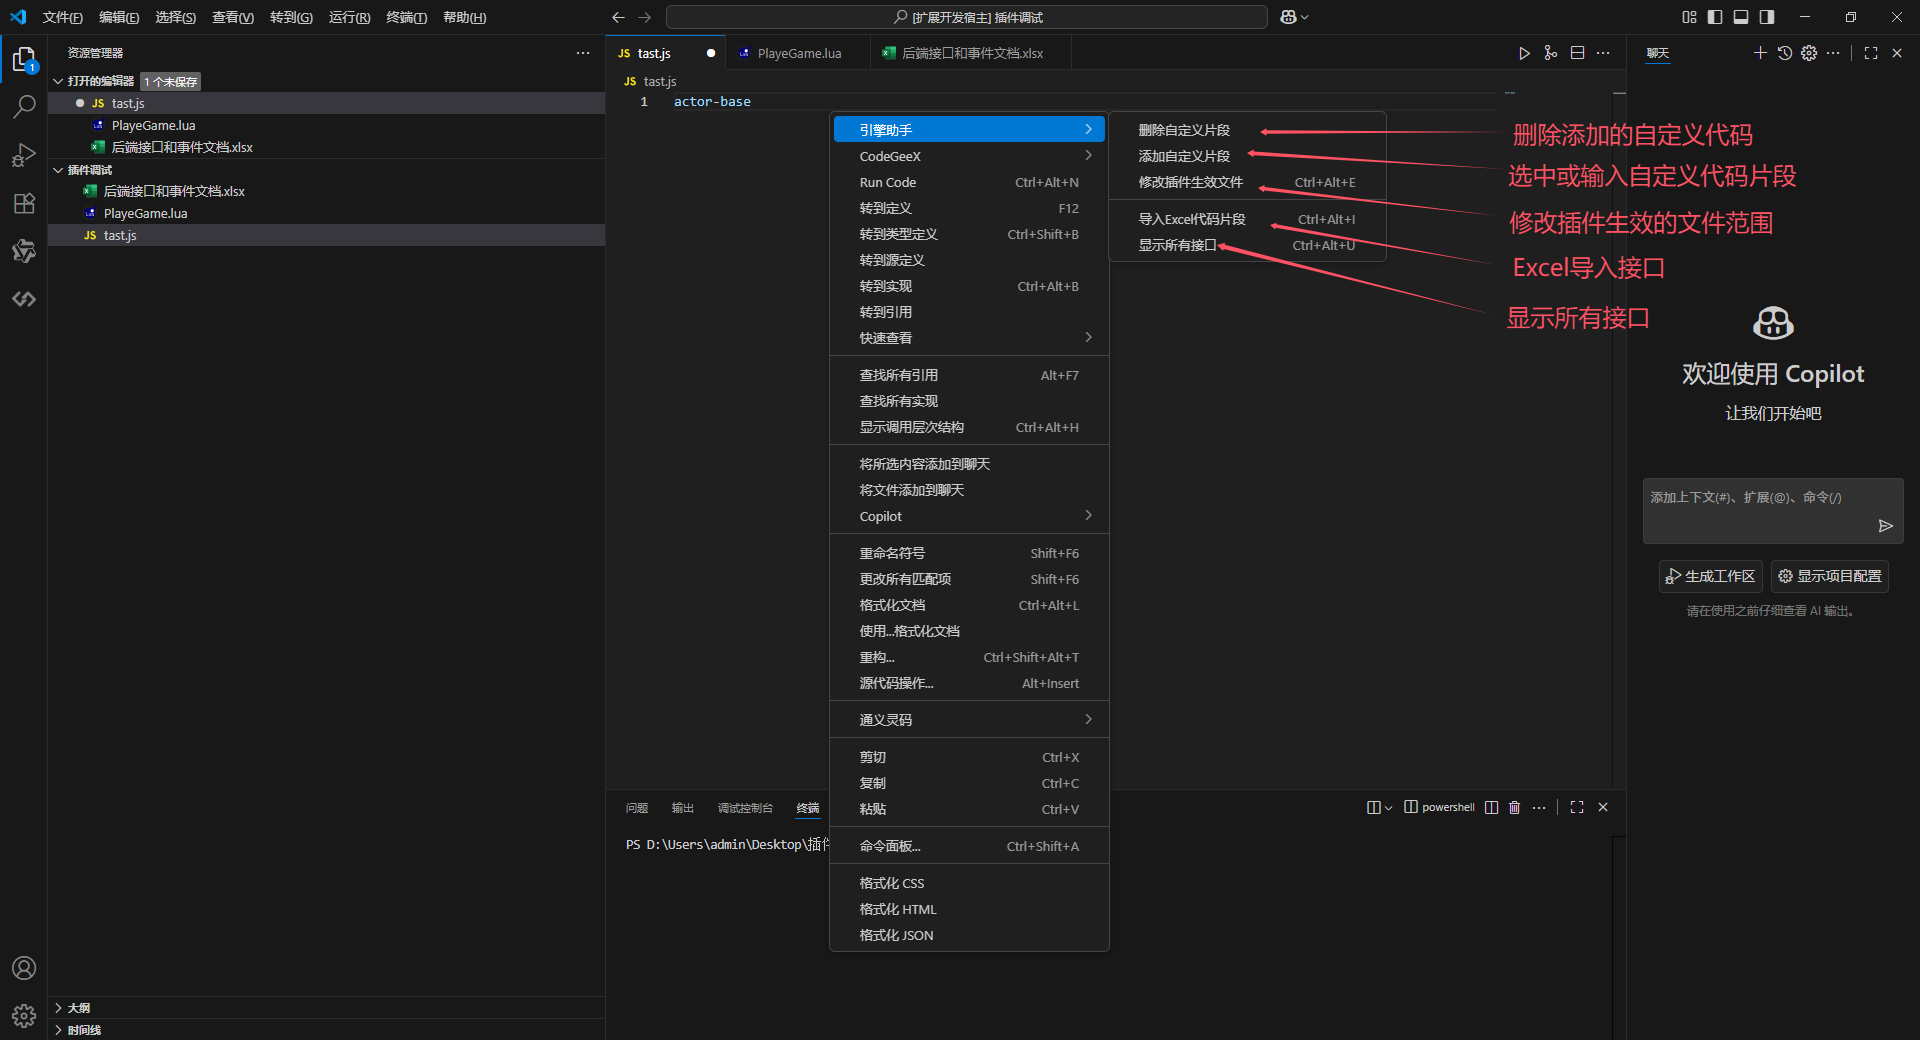 文件(F) 编辑(E) 选择(S) 查看(V) 转到(G) 运行(R) 终端(T) 帮助(H)
[扩展开发宿主] 插件调试
资源管理器
1
打开的编辑器 1 个未保存
JS tast.js
PlayeGame.lua
后端接口和事件文档.xlsx
插件调试
后端接口和事件文档.xlsx
PlayeGame.lua
JS tast.js
大纲
时间线
JS tast.js
PlayeGame.lua
后端接口和事件文档.xlsx
JS tast.js
1 actor-base
引擎助手
CodeGeeX
Run Code Ctrl+Alt+N
转到定义 F12
转到类型定义 Ctrl+Shift+B
转到源定义
转到实现 Ctrl+Alt+B
转到引用
快速查看
查找所有引用 Alt+F7
查找所有实现
显示调用层次结构 Ctrl+Alt+H
将所选内容添加到聊天
将文件添加到聊天
Copilot
重命名符号 Shift+F6
更改所有匹配项 Shift+F6
格式化文档 Ctrl+Alt+L
使用...格式化文档
重构... Ctrl+Shift+Alt+T
源代码操作... Alt+Insert
通义灵码
剪切 Ctrl+X
复制 Ctrl+C
粘贴 Ctrl+V
命令面板... Ctrl+Shift+A
格式化 CSS
格式化 HTML
格式化 JSON
删除自定义片段
添加自定义片段
修改插件生效文件 Ctrl+Alt+E
导入Excel代码片段 Ctrl+Alt+I
显示所有接口 Ctrl+Alt+U
删除添加的自定义代码
选中或输入自定义代码片段
修改插件生效的文件范围
Excel导入接口
显示所有接口
问题 输出 调试控制台 终端
powershell
PS D:\Users\admin\Desktop\插件
聊天
欢迎使用 Copilot
让我们开始吧
添加上下文(#)、扩展(@)、命令(/)
生成工作区 显示项目配置
请在使用之前仔细查看 AI 输出。